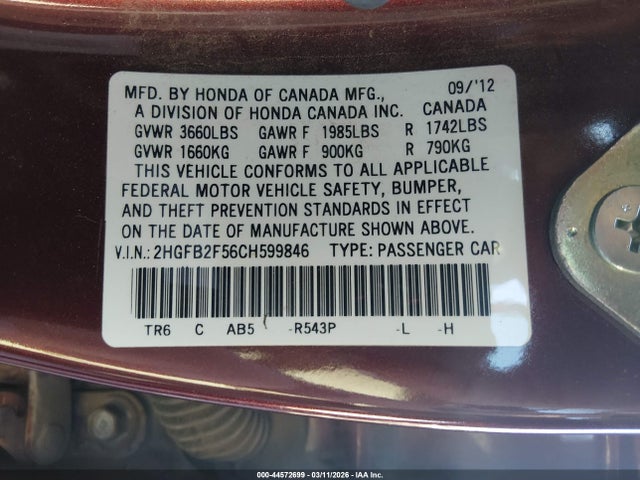 MFD. BY HONDA OF CANADA MFG., 09/'12
A DIVISION OF HONDA CANADA INC. CANADA
GVWR 3660LBS GAWR F 1985LBS R 1742LBS
GVWR 1660KG GAWR F 900KG R 790KG
THIS VEHICLE CONFORMS TO ALL APPLICABLE
FEDERAL MOTOR VEHICLE SAFETY, BUMPER,
AND THEFT PREVENTION STANDARDS IN EFFECT
ON THE DATE OF MANUFACTURE SHOWN ABOVE.
V.I.N.: 2HGFB2F56CH599846 TYPE: PASSENGER CAR
TR6 C AB5 -R543P -L -H
000-44572699 | 03/11/2026 | IAA Inc.